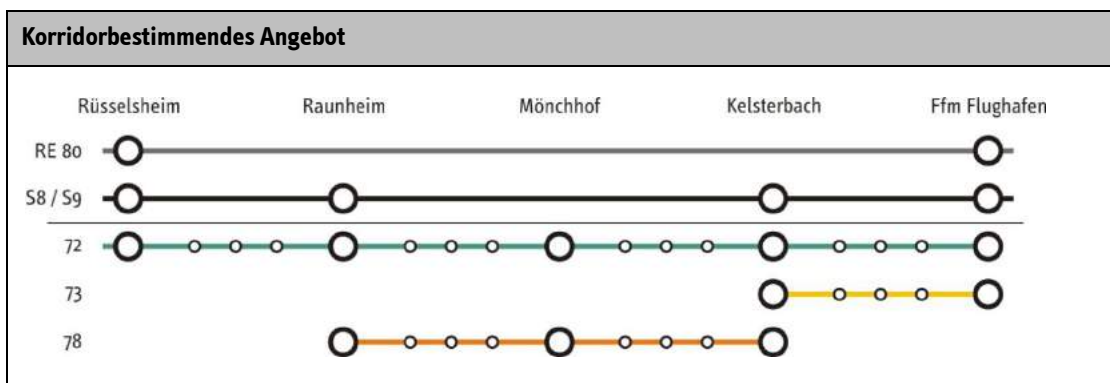 Korridorbestimmendes Angebot
Rüsselsheim Raunheim Mönchhof Kelsterbach Ffm Flughafen
RE 80
S8 / S9
72
73
78